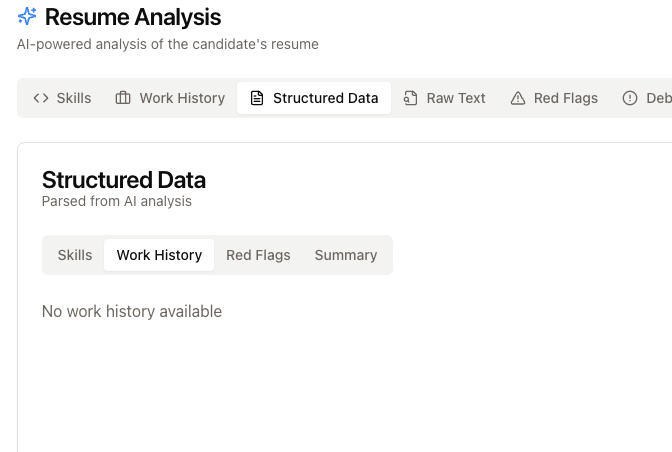 Resume Analysis
AI-powered analysis of the candidate's resume
Skills Work History Structured Data Raw Text Red Flags Deb
Structured Data
Parsed from AI analysis
Skills Work History Red Flags Summary
No work history available